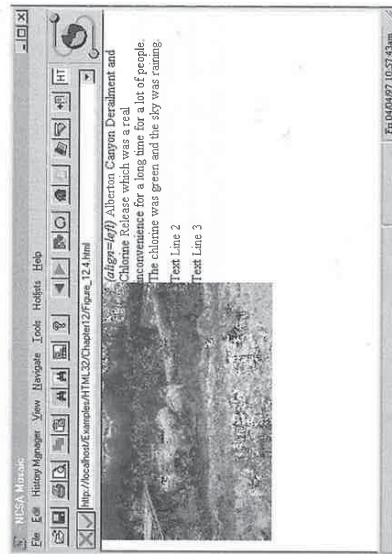 NCSA Mosaic
File Edit History Manager View Navigate Tools Hotlists Help
HT
http://localhost/Examples/HTML32/Chapter12/Figure_12.4.html
(align=left) Alberton Canyon Derailment and
Chlorine Release which was a real
inconvenience for a long time for a lot of people.
The chlorine was green and the sky was raining.
Text Line 2
Text Line 3
Fri 04/04/97 10:57:43am